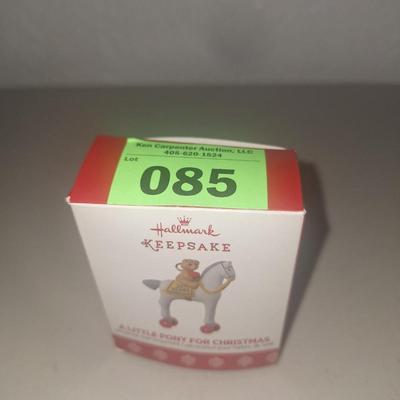 Ken Carpenter Auction, LLC
405-620-1524
Lot
085
Hallmark
KEEPSAKE
A LITTLE PONY FOR CHRISTMAS